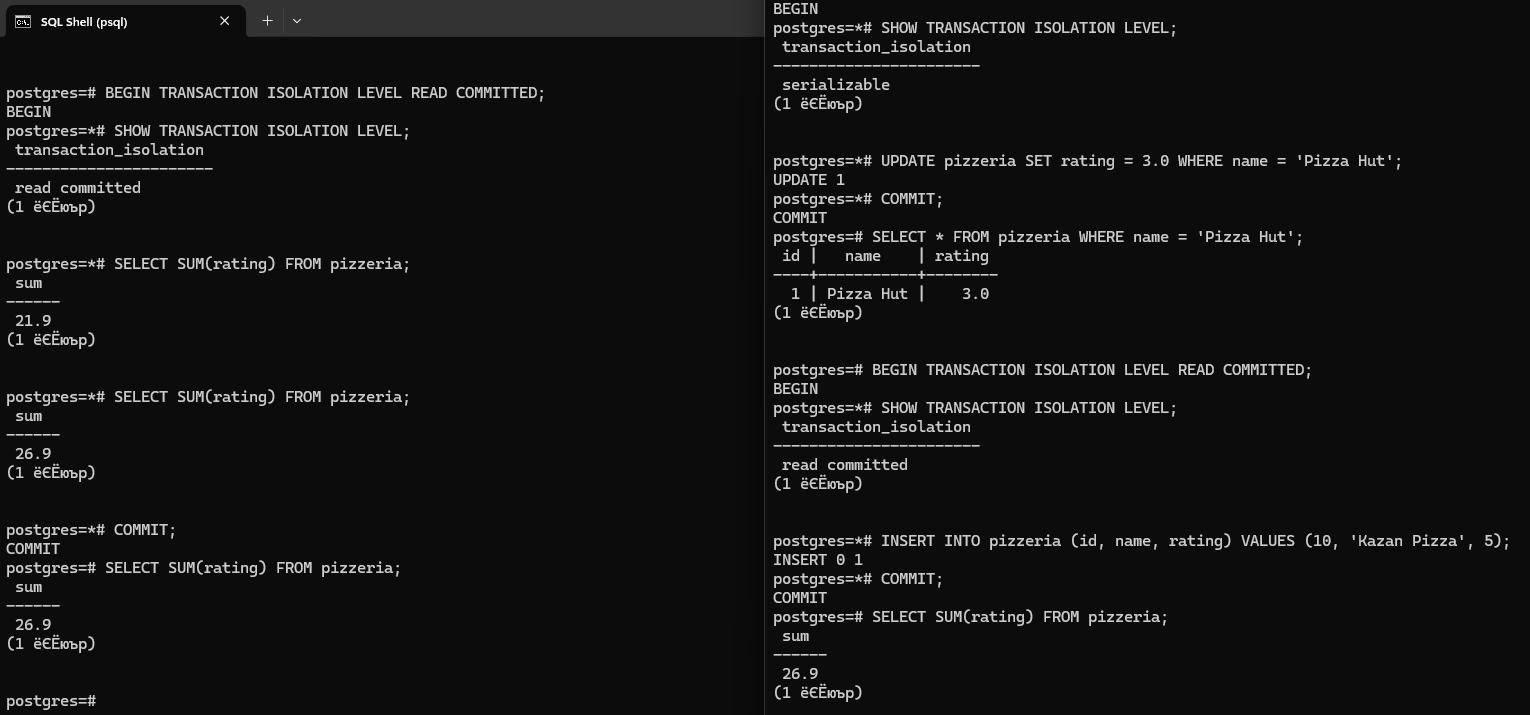 SQL Shell (psql)
postgres=# BEGIN TRANSACTION ISOLATION LEVEL READ COMMITTED;
BEGIN
postgres=*# SHOW TRANSACTION ISOLATION LEVEL;
transaction_isolation
-----------------------
read committed
(1 ёЄЁюър)
postgres=*# SELECT SUM(rating) FROM pizzeria;
sum
------
21.9
(1 ёЄЁюър)
postgres=*# SELECT SUM(rating) FROM pizzeria;
sum
------
26.9
(1 ёЄЁюър)
postgres=*# COMMIT;
COMMIT
postgres=# SELECT SUM(rating) FROM pizzeria;
sum
------
26.9
(1 ёЄЁюър)
postgres=#
BEGIN
postgres=*# SHOW TRANSACTION ISOLATION LEVEL;
transaction_isolation
-----------------------
serializable
(1 ёЄЁюър)
postgres=*# UPDATE pizzeria SET rating = 3.0 WHERE name = 'Pizza Hut';
UPDATE 1
postgres=*# COMMIT;
COMMIT
postgres=# SELECT * FROM pizzeria WHERE name = 'Pizza Hut';
id |   name    | rating
----+-----------+--------
1 | Pizza Hut |    3.0
(1 ёЄЁюър)
postgres=# BEGIN TRANSACTION ISOLATION LEVEL READ COMMITTED;
BEGIN
postgres=*# SHOW TRANSACTION ISOLATION LEVEL;
transaction_isolation
-----------------------
read committed
(1 ёЄЁюър)
postgres=*# INSERT INTO pizzeria (id, name, rating) VALUES (10, 'Kazan Pizza', 5);
INSERT 0 1
postgres=*# COMMIT;
COMMIT
postgres=# SELECT SUM(rating) FROM pizzeria;
sum
------
26.9
(1 ёЄЁюър)